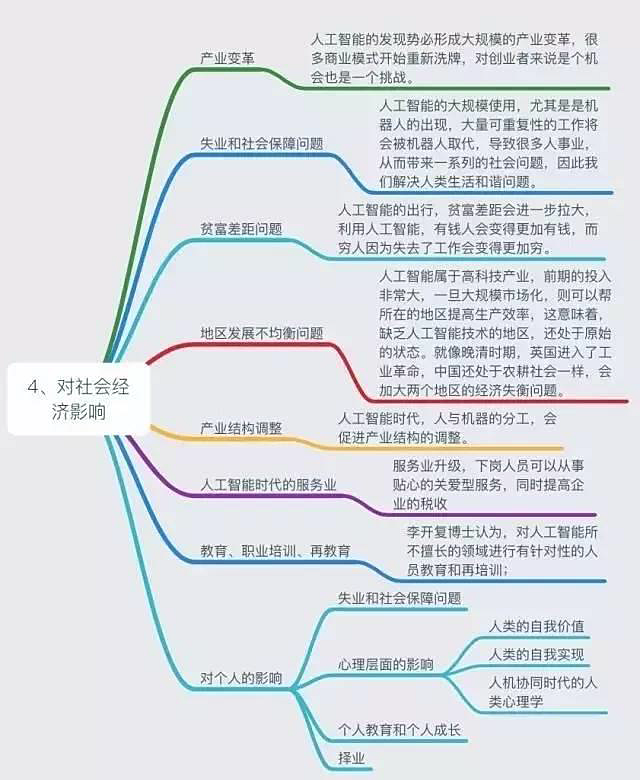 4、对社会经
济影响
产业变革
人工智能的发现势必形成大规模的产业变革，很
多商业模式开始重新洗牌，对创业者来说是个机
会也是一个挑战。
失业和社会保障问题
人工智能的大规模使用，尤其是是机
器人的出现，大量可重复性的工作将
会被机器人取代，导致很多人事业，
从而带来一系列的社会问题，因此我
们解决人类生活和谐问题。
贫富差距问题
人工智能的出行，贫富差距会进一步拉大，
利用人工智能，有钱人会变得更加有钱，而
穷人因为失去了工作会变得更加穷。
地区发展不均衡问题
人工智能属于高科技产业，前期的投入
非常大，一旦大规模市场化，则可以帮
所在的地区提高生产效率，这意味着，
缺乏人工智能技术的地区，还处于原始
的状态。就像晚清时期，英国进入了工
业革命，中国还处于农耕社会一样，会
加大两个地区的经济失衡问题。
产业结构调整
人工智能时代，人与机器的分工，会
促进产业结构的调整。
人工智能时代的服务业
服务业升级，下岗人员可以从事
贴心的关爱型服务，同时提高企
业的税收
教育、职业培训、再教育
李开复博士认为，对人工智能所
不擅长的领域进行有针对性的人
员教育和再培训；
对个人的影响
失业和社会保障问题
心理层面的影响
人类的自我价值
人类的自我实现
人机协同时代的人
类心理学
个人教育和个人成长
择业